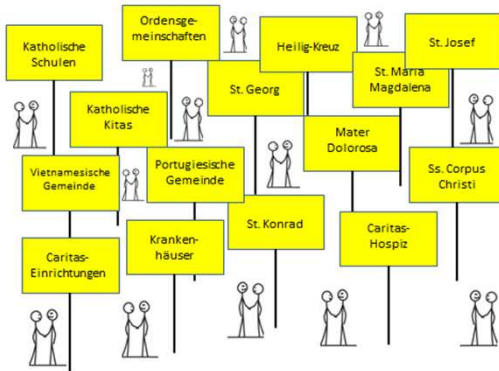 Katholische
Schulen
Ordensge-
meinschaften
Heilig-Kreuz
St. Josef
St. Georg
St. Maria
Magdalena
Katholische
Kitas
Mater
Dolorosa
Vietnamesische
Gemeinde
Portugiesische
Gemeinde
Ss. Corpus
Christi
St. Konrad
Caritas-
Hospiz
Caritas-
Einrichtungen
Kranken-
häuser